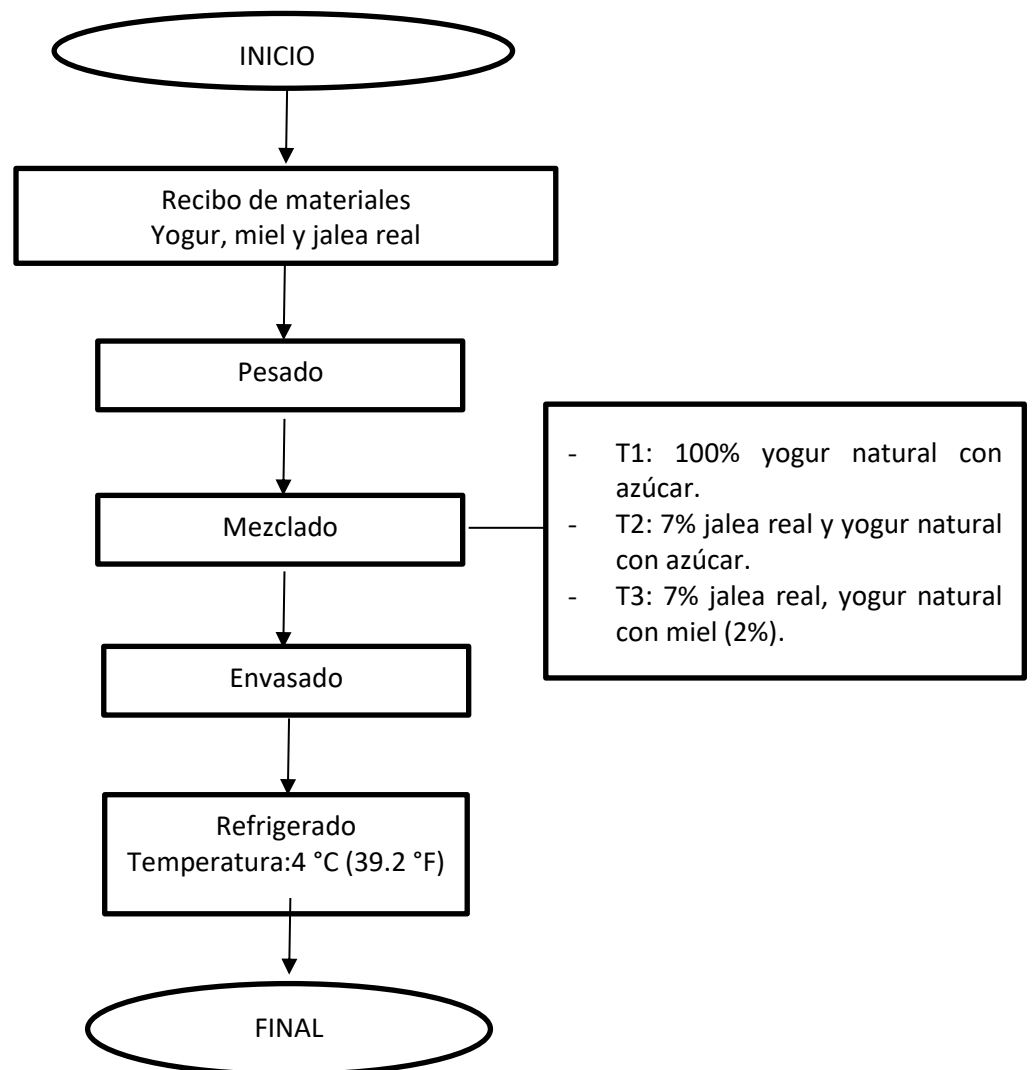 INICIO
Recibo de materiales
Yogur, miel y jalea real
Pesado
Mezclado
- T1: 100% yogur natural con
azúcar.
- T2: 7% jalea real y yogur natural
con azúcar.
- T3: 7% jalea real, yogur natural
con miel (2%).
Envasado
Refrigerado
Temperatura:4 °C (39.2 °F)
FINAL